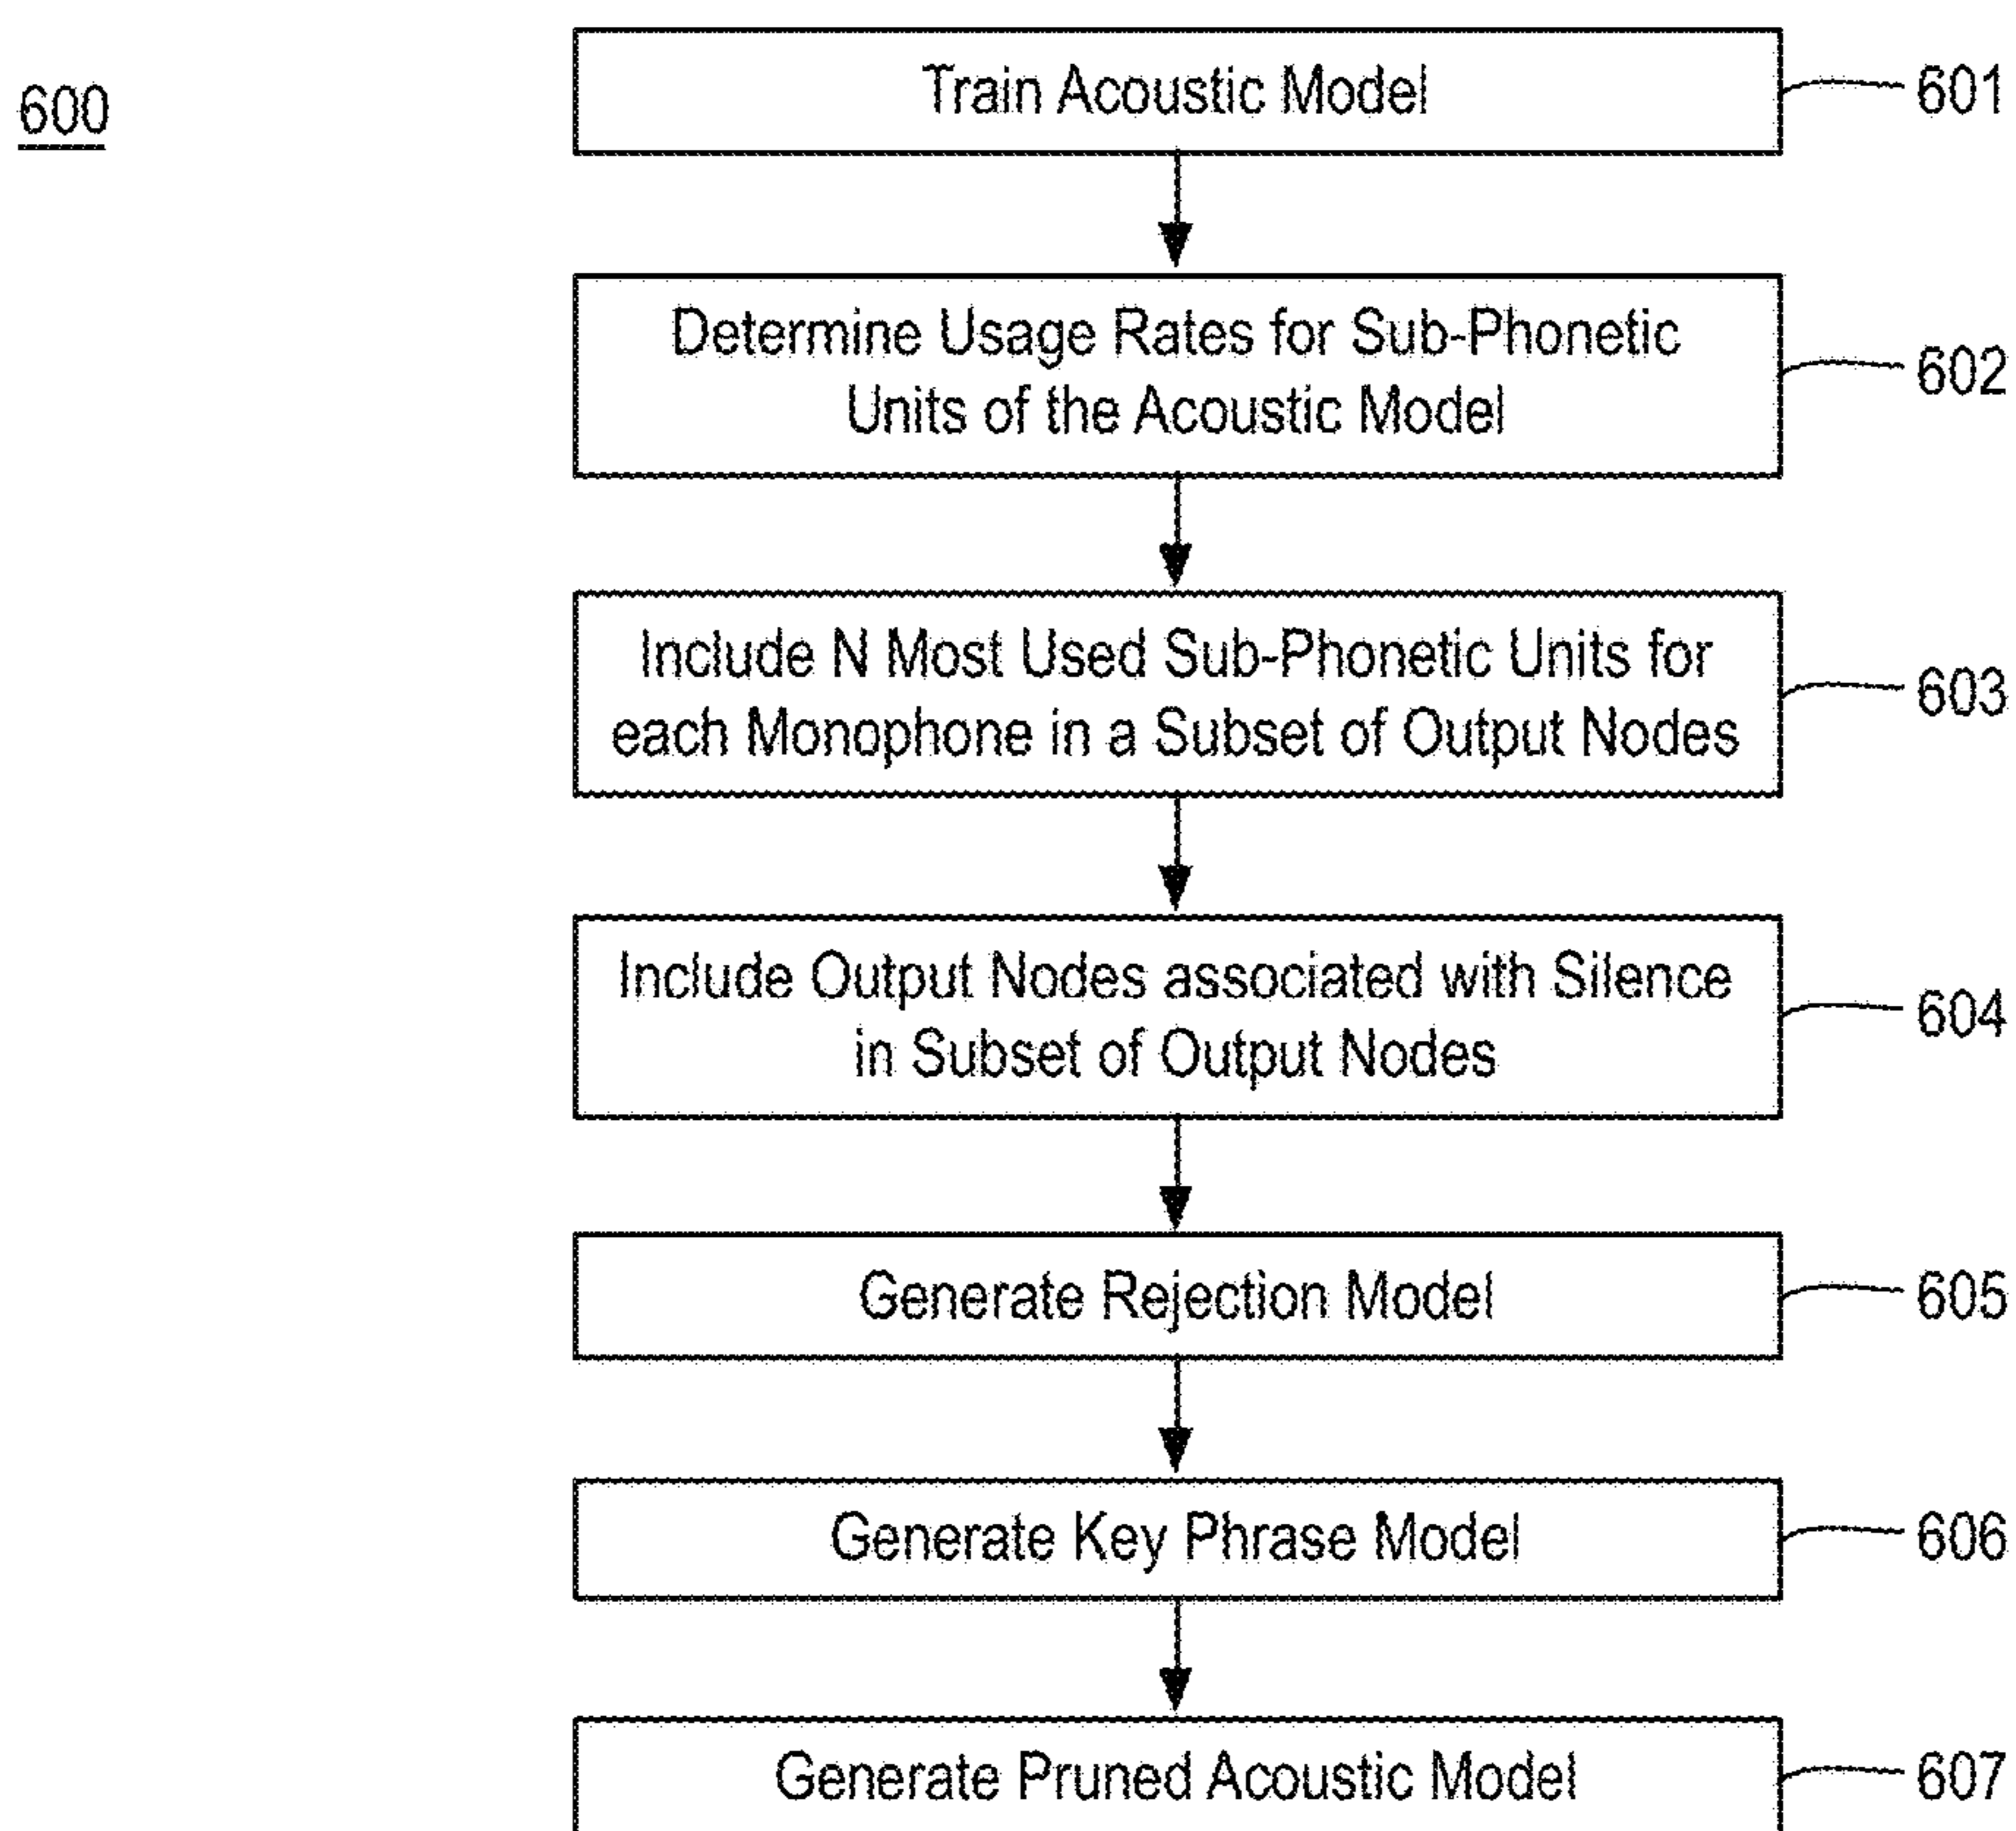 600
Train Acoustic Model
601
Determine Usage Rates for Sub-Phonetic
Units of the Acoustic Model
602
Include N Most Used Sub-Phonetic Units for
each Monophone in a Subset of Output Nodes
603
Include Output Nodes associated with Silence
in Subset of Output Nodes
604
Generate Rejection Model
605
Generate Key Phrase Model
606
Generate Pruned Acoustic Model
607